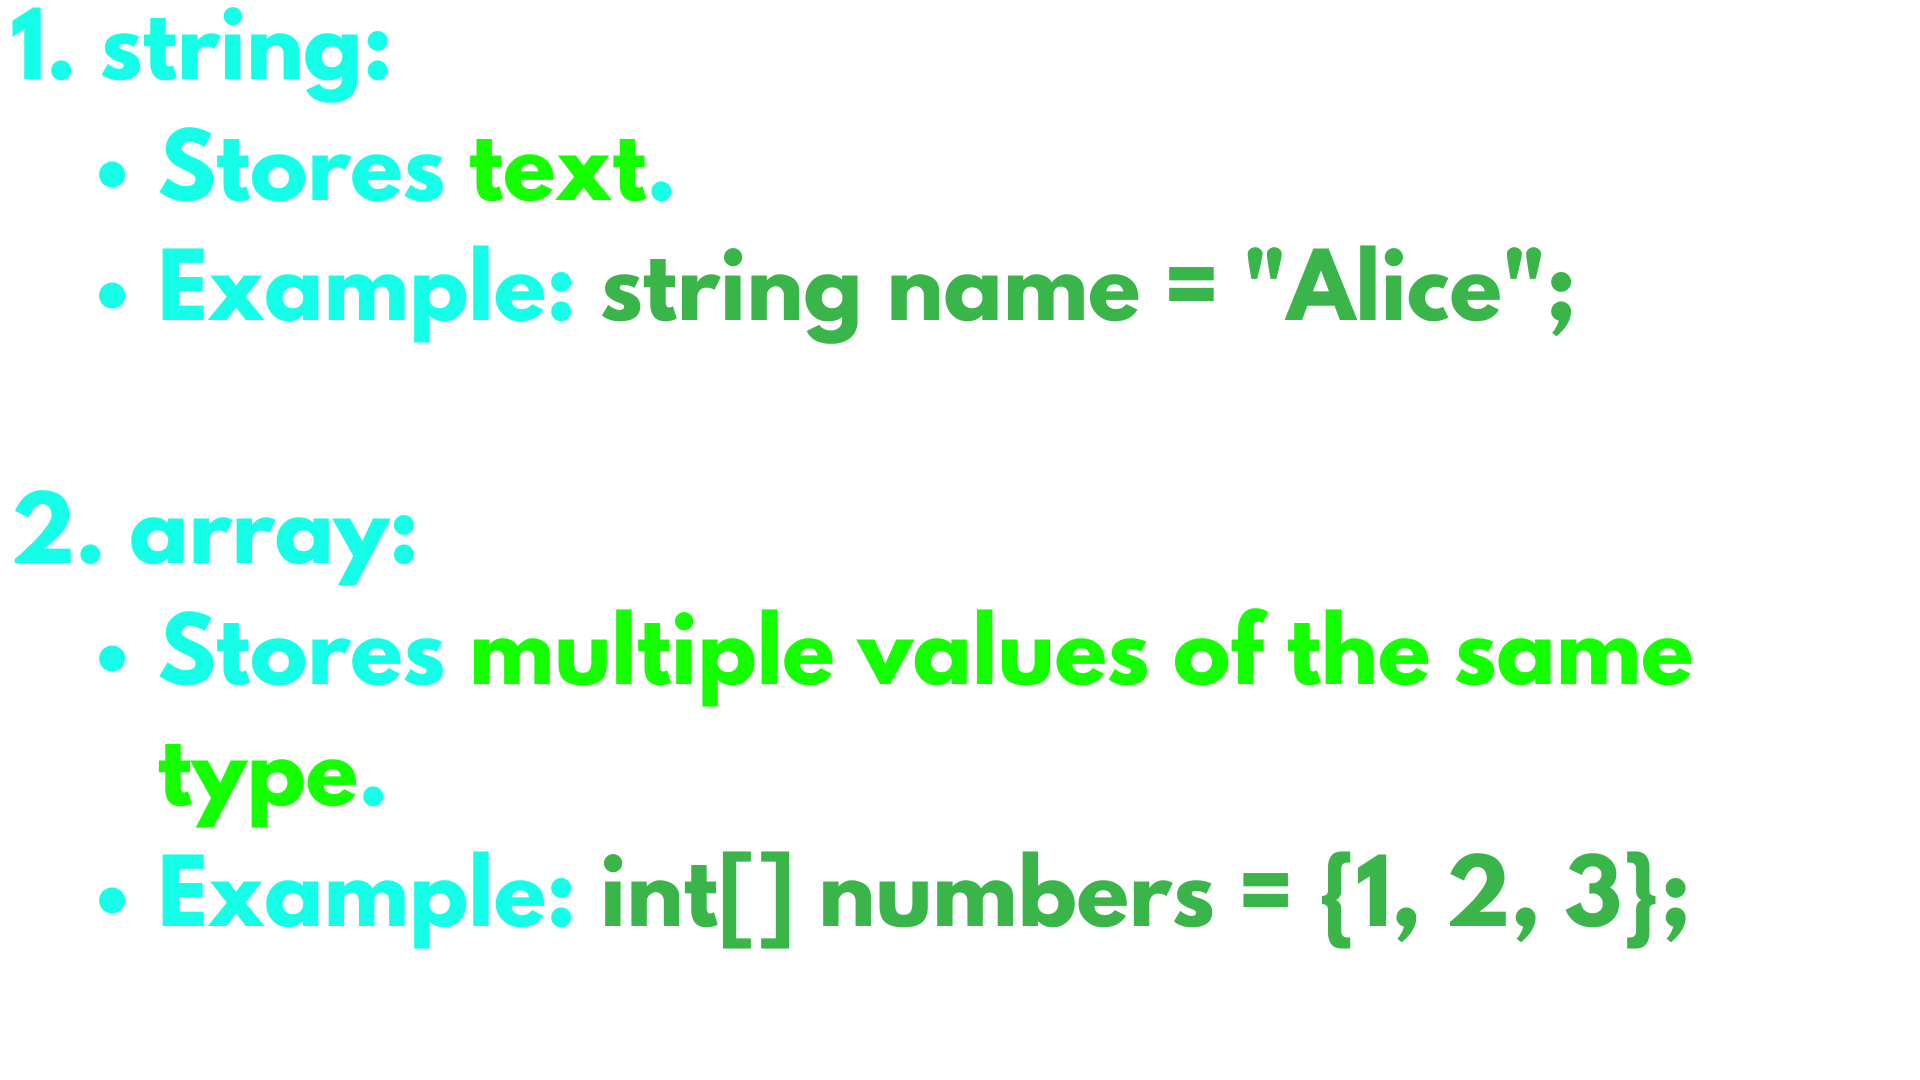 1. string:
• Stores text.
• Example: string name = "Alice";
2. array:
• Stores multiple values of the same
type.
• Example: int[] numbers = {1, 2, 3};